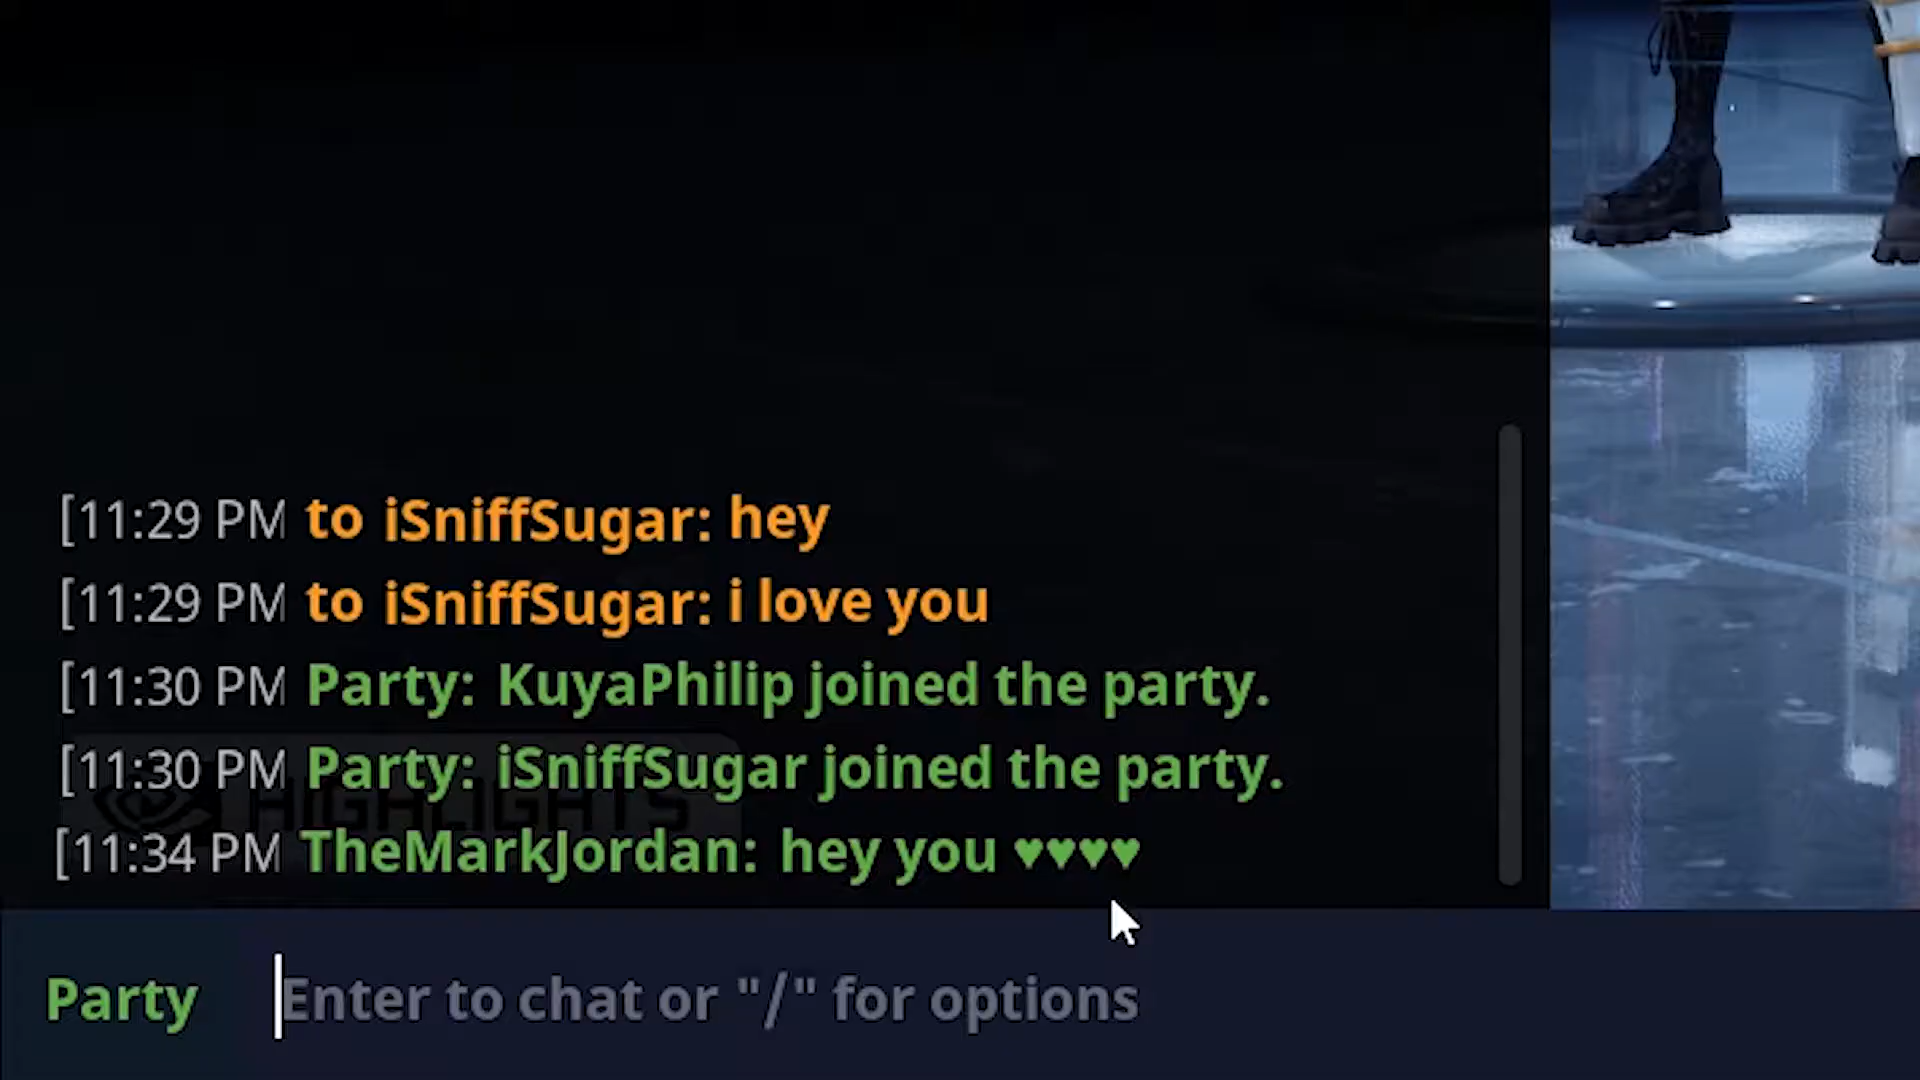 [11:29 PM to iSniffSugar: hey
[11:29 PM to iSniffSugar: i love you
[11:30 PM Party: KuyaPhilip joined the party.
[11:30 PM Party: iSniffSugar joined the party.
HIGHLIGHTS
[11:34 PM TheMarkJordan: hey you ♥♥♥♥
Party Enter to chat or "/" for options